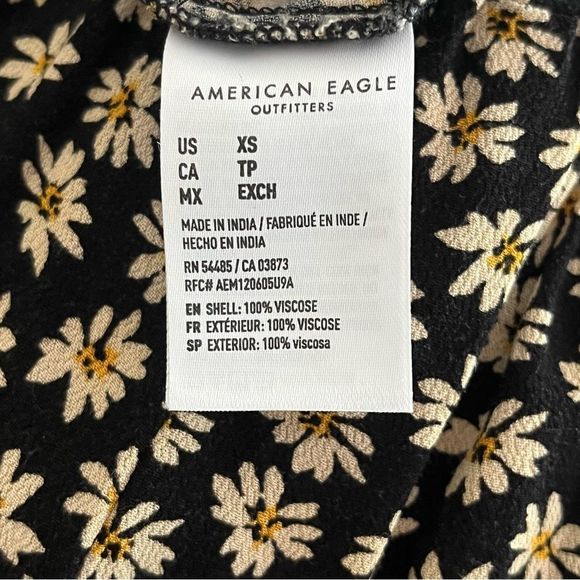 AMERICAN EAGLE
OUTFITTERS
US XS
CA TP
MX EXCH
MADE IN INDIA / FABRIQUÉ EN INDE /
HECHO EN INDIA
RN 54485 / CA 03873
RFC# AEM120605U9A
EN SHELL: 100% VISCOSE
FR EXTÉRIEUR: 100% VISCOSE
SP EXTERIOR: 100% viscosa